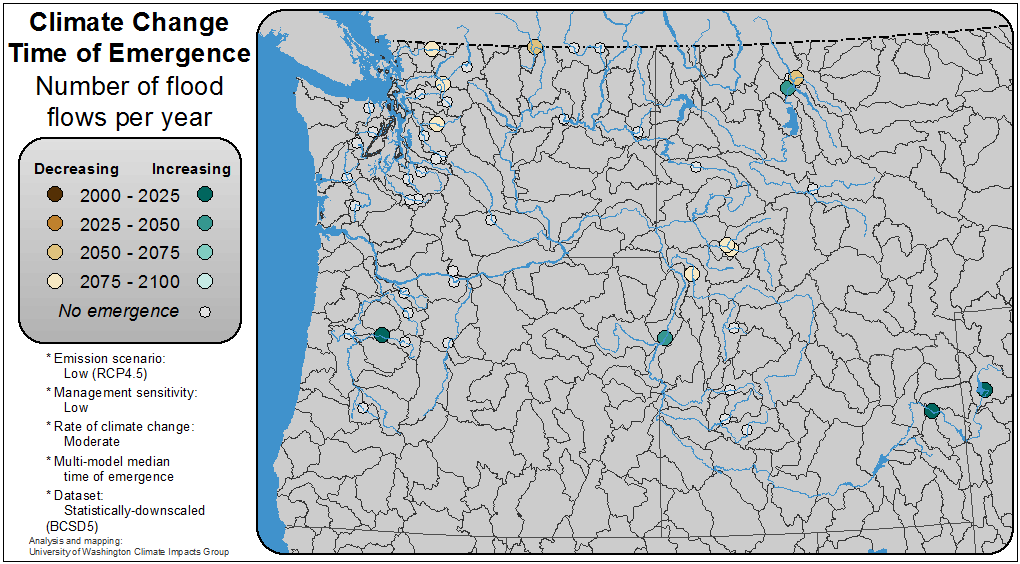 Climate Change
Time of Emergence
Number of flood
flows per year
Decreasing Increasing
2000 - 2025
2025 - 2050
2050 - 2075
2075 - 2100
No emergence
* Emission scenario:
Low (RCP4.5)
* Management sensitivity:
Low
* Rate of climate change:
Moderate
* Multi-model median
time of emergence
* Dataset:
Statistically-downscaled
(BCSD5)
Analysis and mapping:
University of Washington Climate Impacts Group